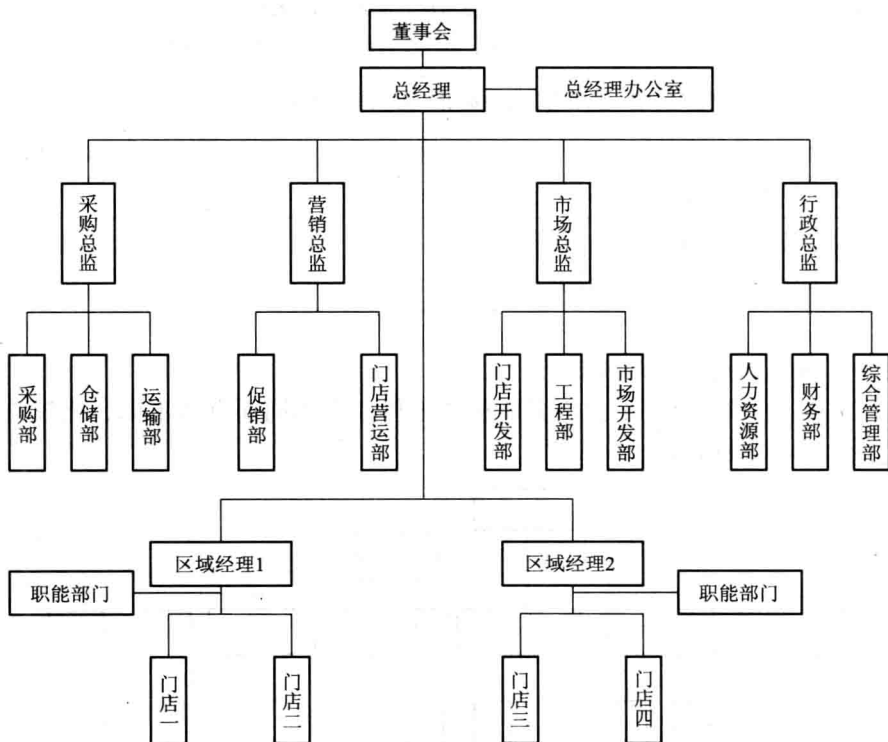 董事会
总经理
总经理办公室
采购总监
营销总监
市场总监
行政总监
采购部
仓储部
运输部
促销部
门店营运部
门店开发部
工程部
市场开发部
人力资源部
财务部
综合管理部
区域经理1
区域经理2
职能部门
职能部门
门店一
门店二
门店三
门店四